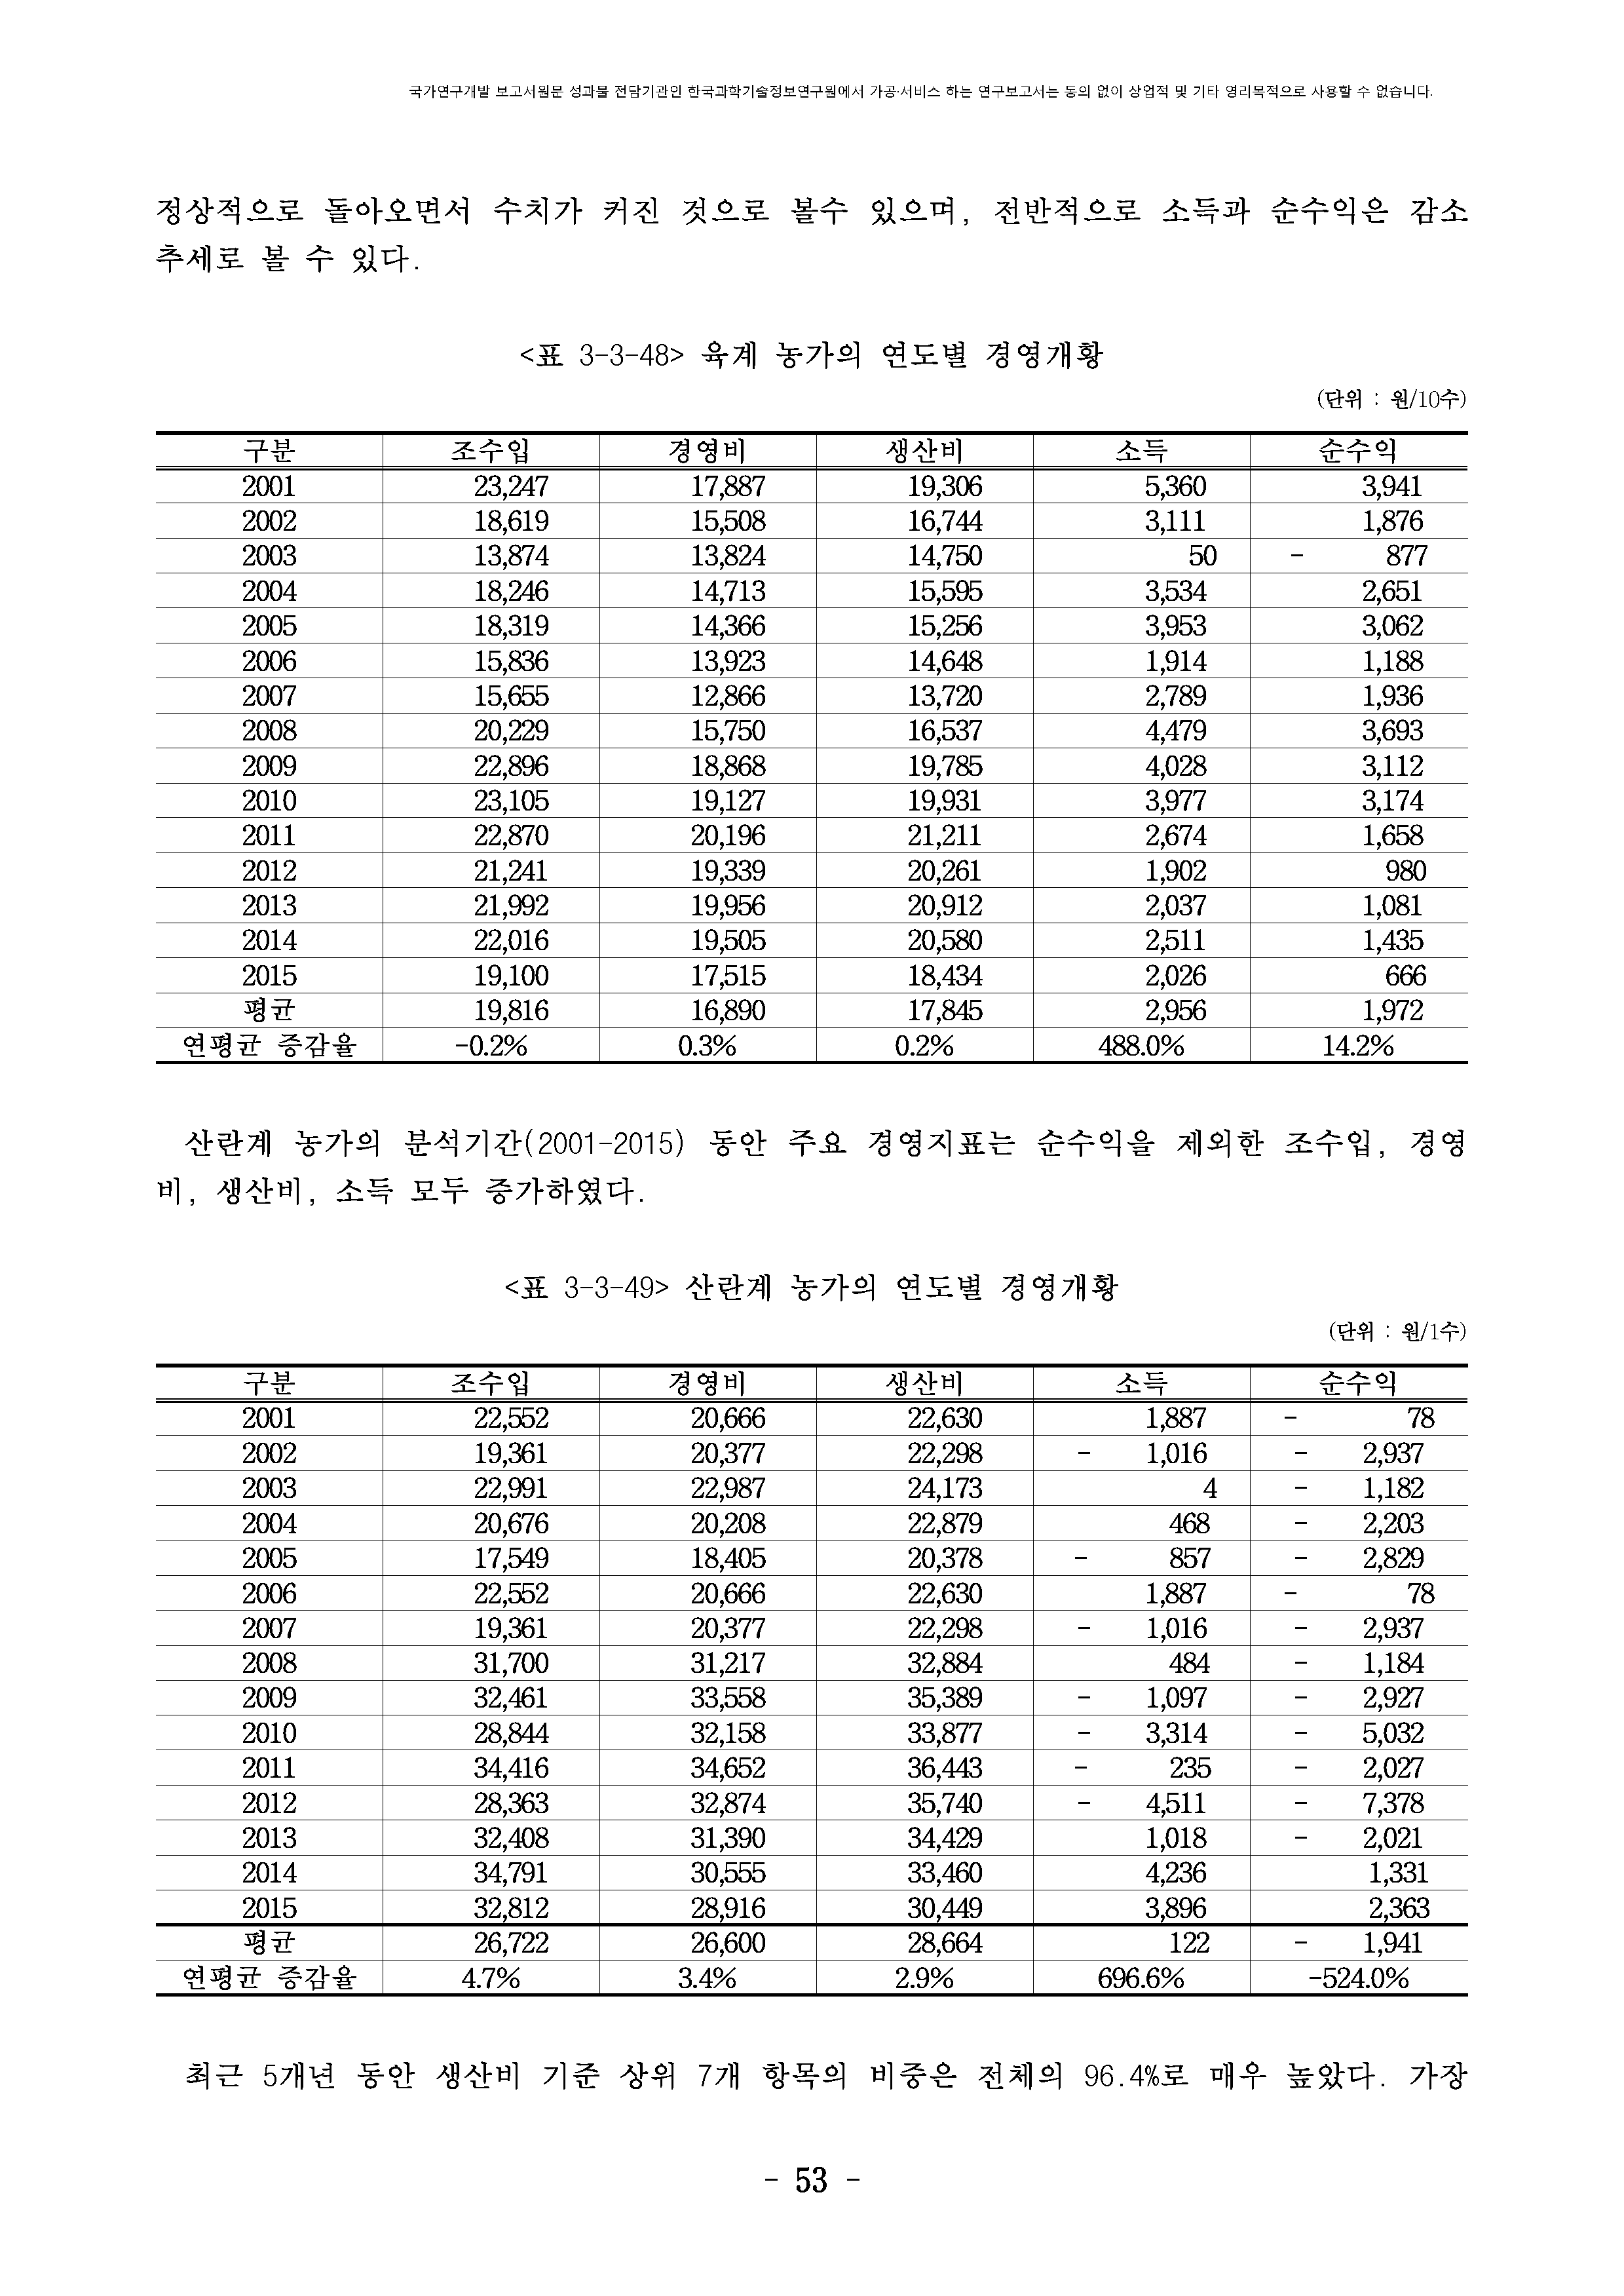 국가연구개발 보고서원문 성과물 전담기관인 한국과학기술정보연구원에서 가공·서비스 하는 연구보고서는 동의 없이 상업적 및 기타 영리목적으로 사용할 수 없습니다.
정상적으로 돌아오면서 수치가 커진 것으로 볼수 있으며, 전반적으로 소득과 순수익은 감소
추세로 볼 수 있다.
<표 3-3-48> 육계 농가의 연도별 경영개황
(단위 : 원/10수)
구분 조수입 경영비 생산비 소득 순수익
2001 23,247 17,887 19,306 5,360 3,941
2002 18,619 15,508 16,744 3,111 1,876
2003 13,874 13,824 14,750 50 - 877
2004 18,246 14,713 15,595 3,534 2,651
2005 18,319 14,366 15,256 3,953 3,062
2006 15,836 13,923 14,648 1,914 1,188
2007 15,655 12,866 13,720 2,789 1,936
2008 20,229 15,750 16,537 4,479 3,693
2009 22,896 18,868 19,785 4,028 3,112
2010 23,105 19,127 19,931 3,977 3,174
2011 22,870 20,196 21,211 2,674 1,658
2012 21,241 19,339 20,261 1,902 980
2013 21,992 19,956 20,912 2,037 1,081
2014 22,016 19,505 20,580 2,511 1,435
2015 19,100 17,515 18,434 2,026 666
평균 19,816 16,890 17,845 2,956 1,972
연평균 증감율 -0.2% 0.3% 0.2% 488.0% 14.2%
산란계 농가의 분석기간(2001-2015) 동안 주요 경영지표는 순수익을 제외한 조수입, 경영
비, 생산비, 소득 모두 증가하였다.
<표 3-3-49> 산란계 농가의 연도별 경영개황
(단위 : 원/1수)
구분 조수입 경영비 생산비 소득 순수익
2001 22,552 20,666 22,630 1,887 - 78
2002 19,361 20,377 22,298 - 1,016 - 2,937
2003 22,991 22,987 24,173 4 - 1,182
2004 20,676 20,208 22,879 468 - 2,203
2005 17,549 18,405 20,378 - 857 - 2,829
2006 22,552 20,666 22,630 1,887 - 78
2007 19,361 20,377 22,298 - 1,016 - 2,937
2008 31,700 31,217 32,884 484 - 1,184
2009 32,461 33,558 35,389 - 1,097 - 2,927
2010 28,844 32,158 33,877 - 3,314 - 5,032
2011 34,416 34,652 36,443 - 235 - 2,027
2012 28,363 32,874 35,740 - 4,511 - 7,378
2013 32,408 31,390 34,429 1,018 - 2,021
2014 34,791 30,555 33,460 4,236 1,331
2015 32,812 28,916 30,449 3,896 2,363
평균 26,722 26,600 28,664 122 - 1,941
연평균 증감율 4.7% 3.4% 2.9% 696.6% -524.0%
최근 5개년 동안 생산비 기준 상위 7개 항목의 비중은 전체의 96.4%로 매우 높았다. 가장
- 53 -